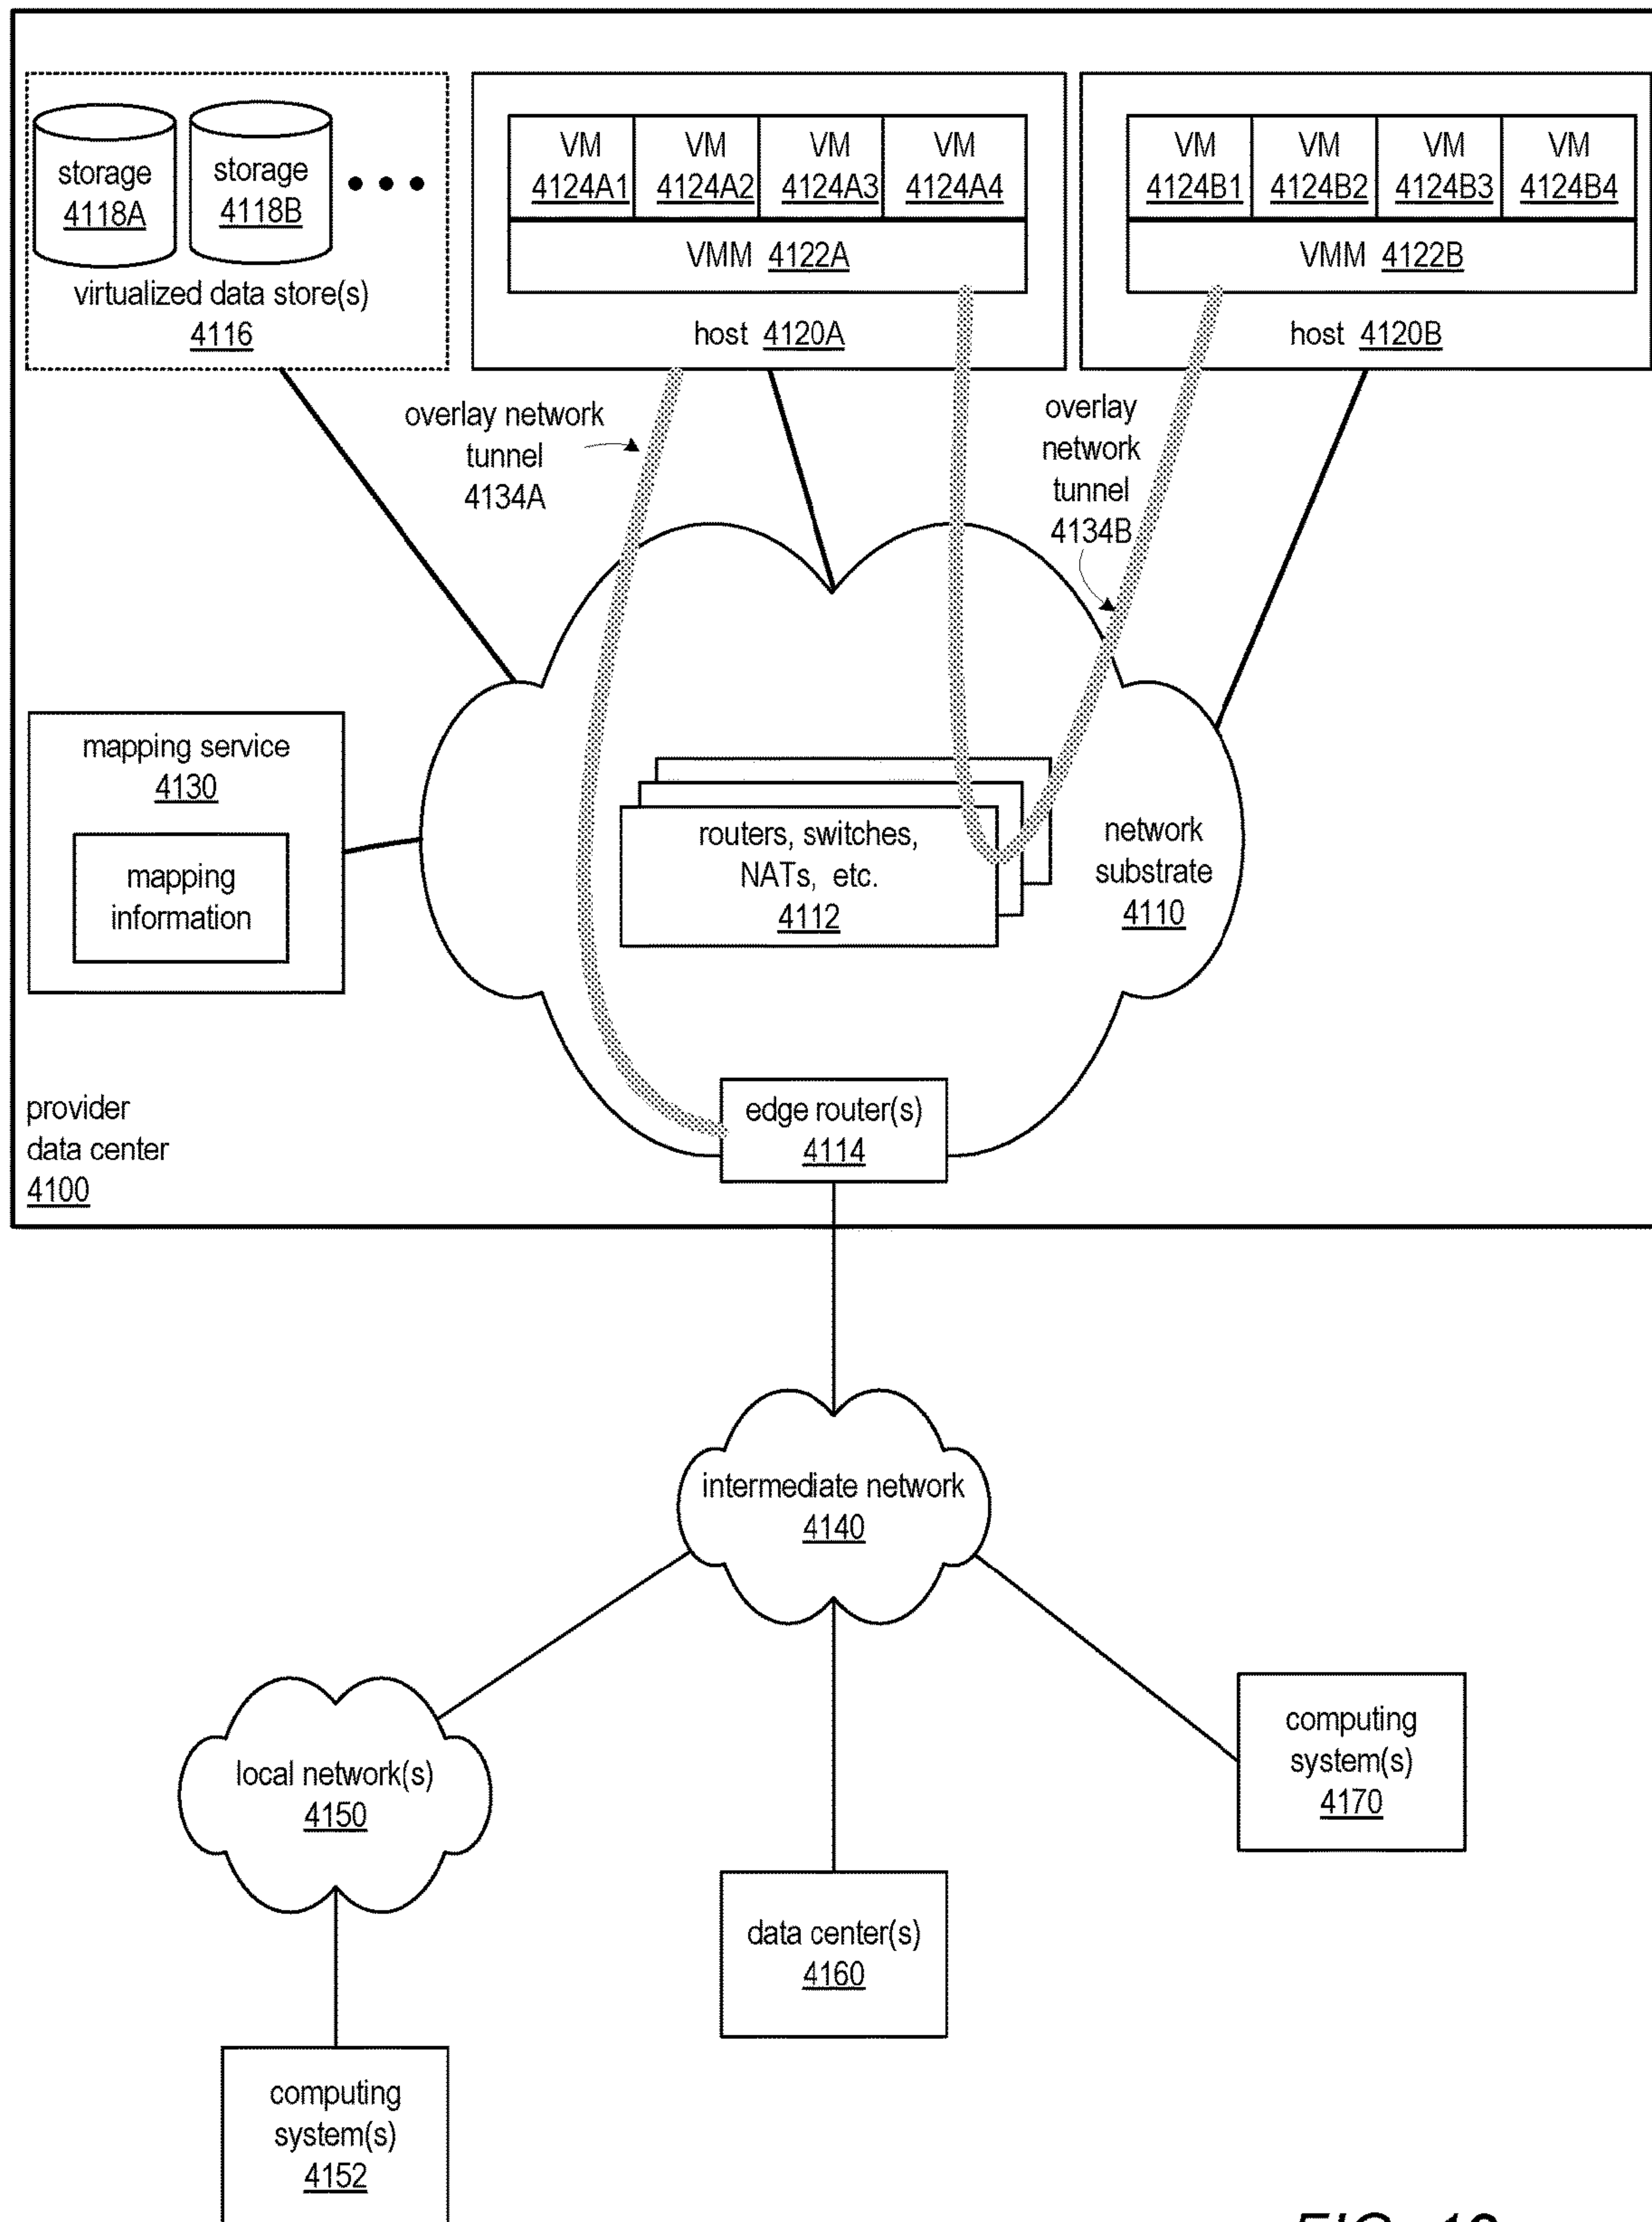 storage
4118A
storage
4118B
virtualized data store(s)
4116
VM
4124A1
VM
4124A2
VM
4124A3
VM
4124A4
VMM 4122A
host 4120A
VM
4124B1
VM
4124B2
VM
4124B3
VM
4124B4
VMM 4122B
host 4120B
overlay network
tunnel
4134A
overlay
network
tunnel
4134B
mapping service
4130
mapping
information
routers, switches,
NATs, etc.
4112
network
substrate
4110
provider
data center
4100
edge router(s)
4114
intermediate network
4140
local network(s)
4150
computing
system(s)
4170
data center(s)
4160
computing
system(s)
4152